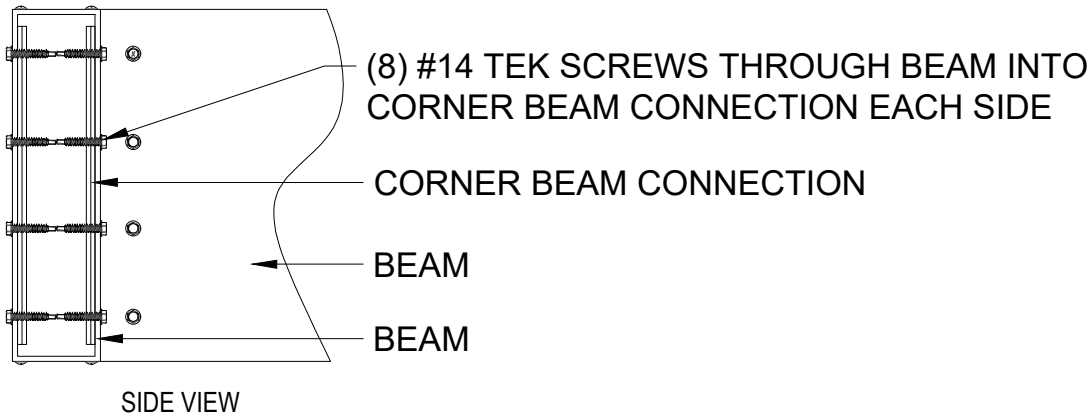 (8) #14 TEK SCREWS THROUGH BEAM INTO
CORNER BEAM CONNECTION EACH SIDE
CORNER BEAM CONNECTION
BEAM
BEAM
SIDE VIEW